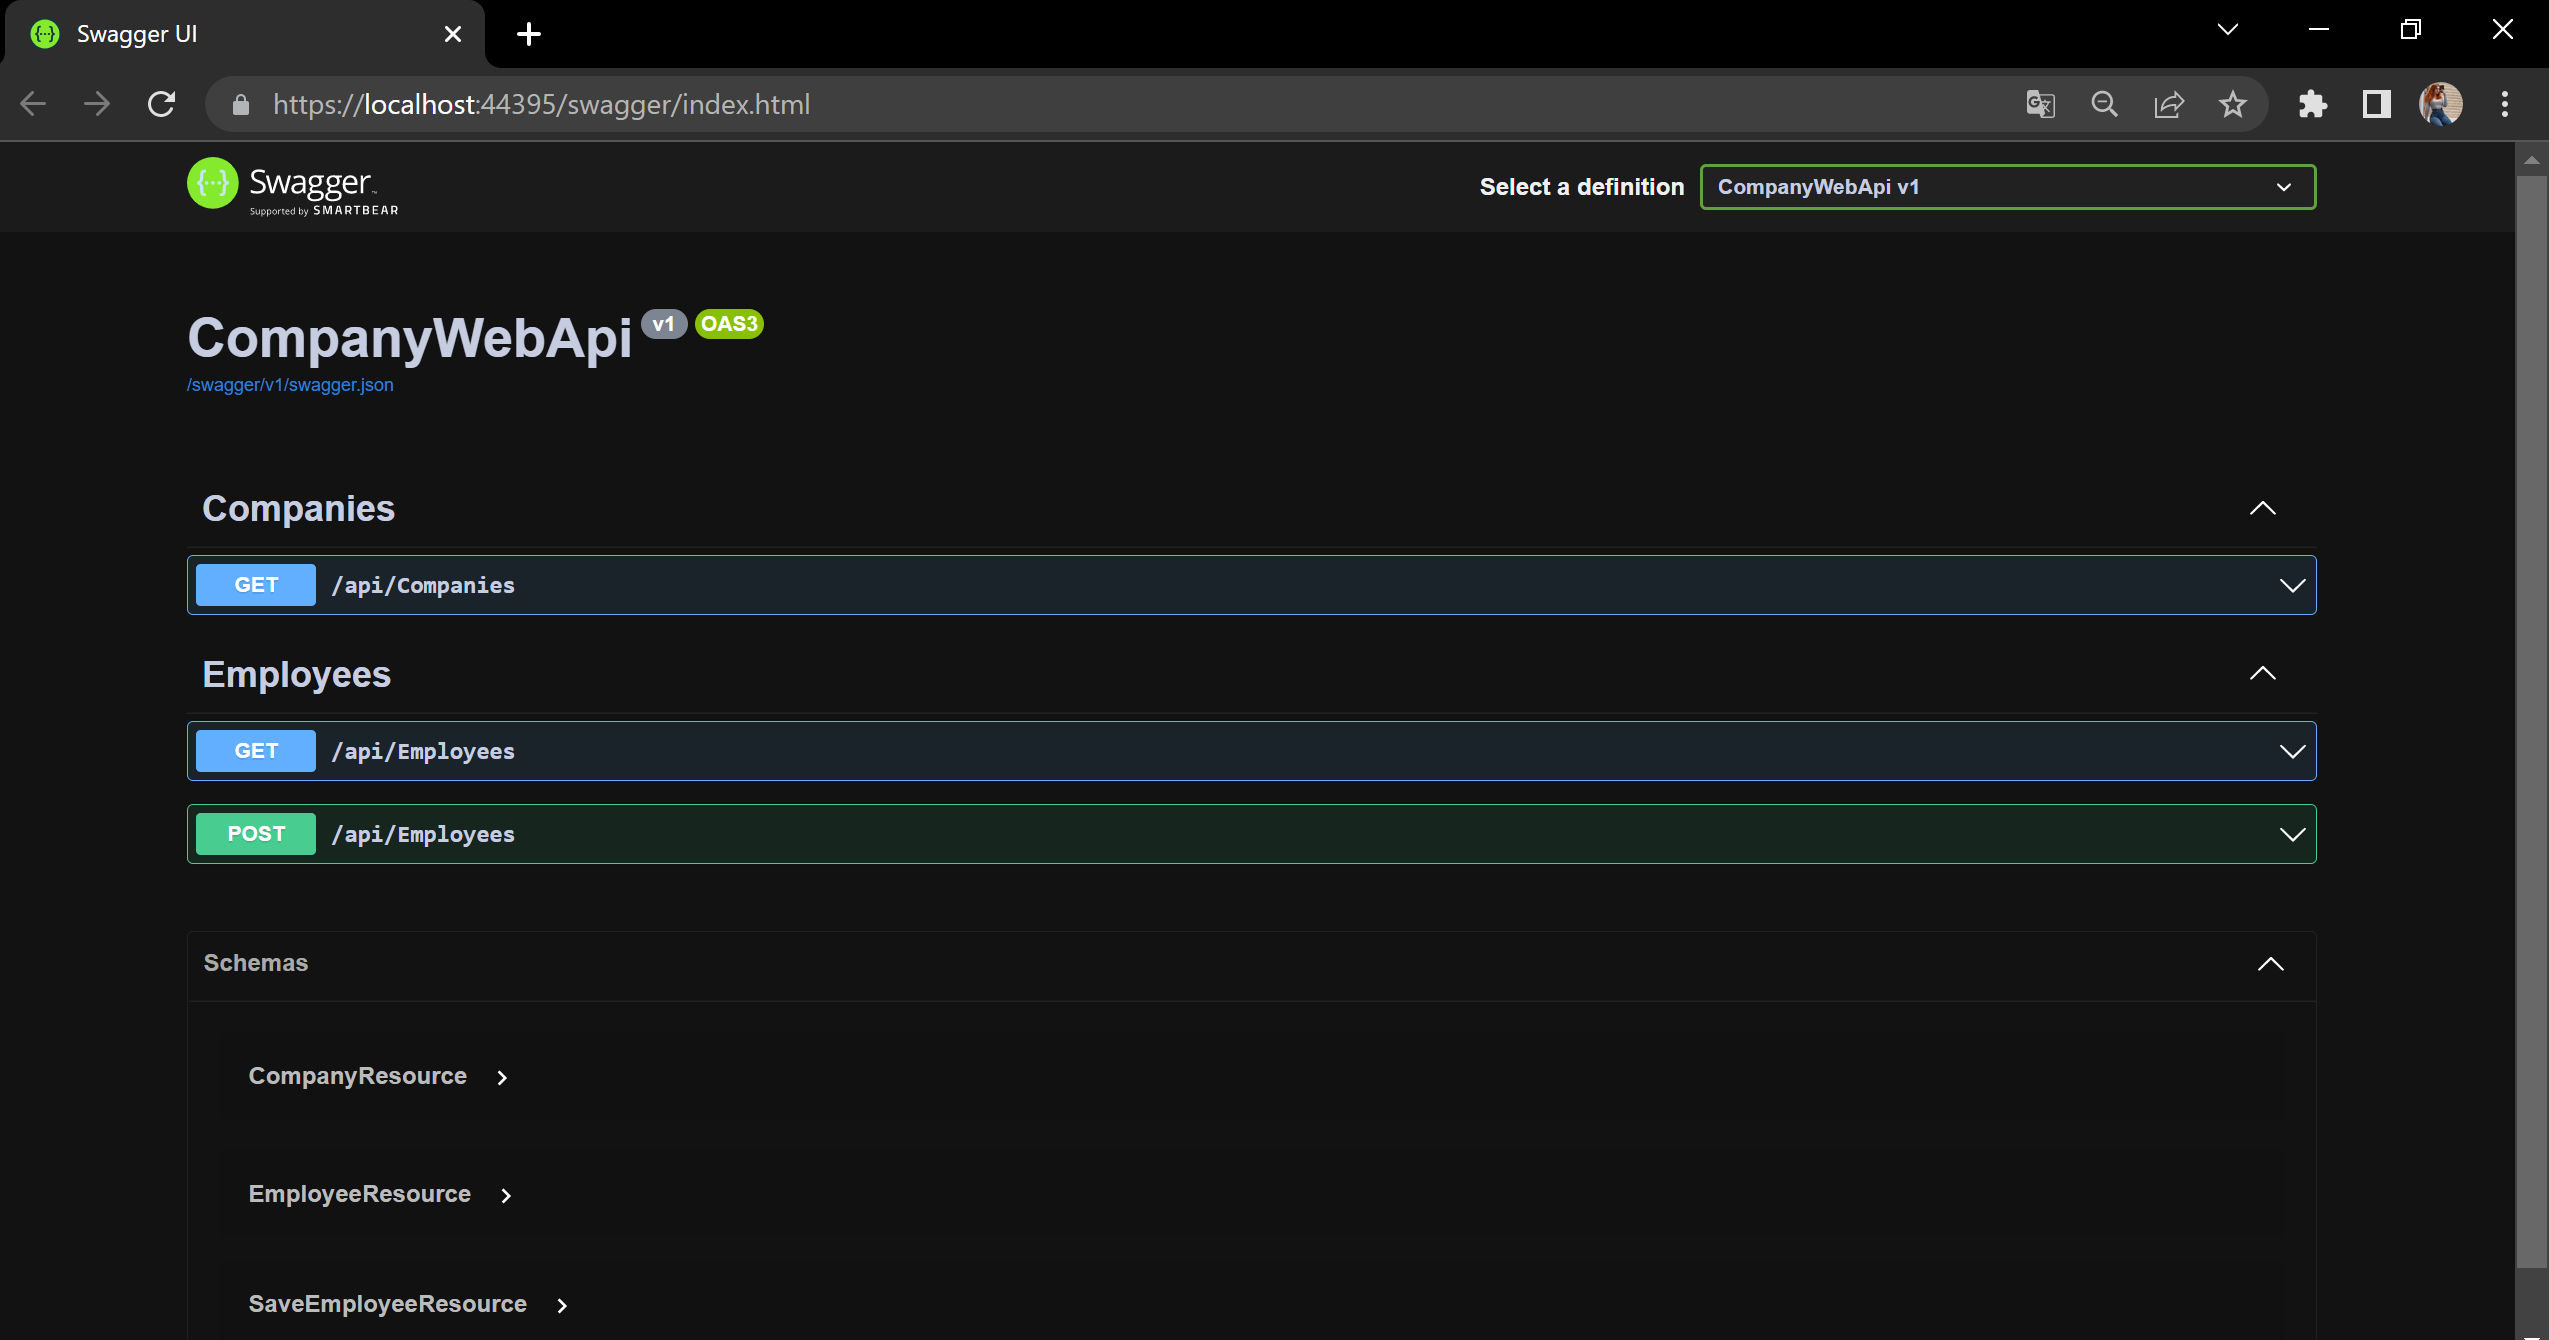 Swagger UI
https://localhost:44395/swagger/index.html
Swagger
Supported by SMARTBEAR
Select a definition
CompanyWebApi v1
CompanyWebApi v1 OAS3
/swagger/v1/swagger.json
Companies
GET /api/Companies
Employees
GET /api/Employees
POST /api/Employees
Schemas
CompanyResource
EmployeeResource
SaveEmployeeResource